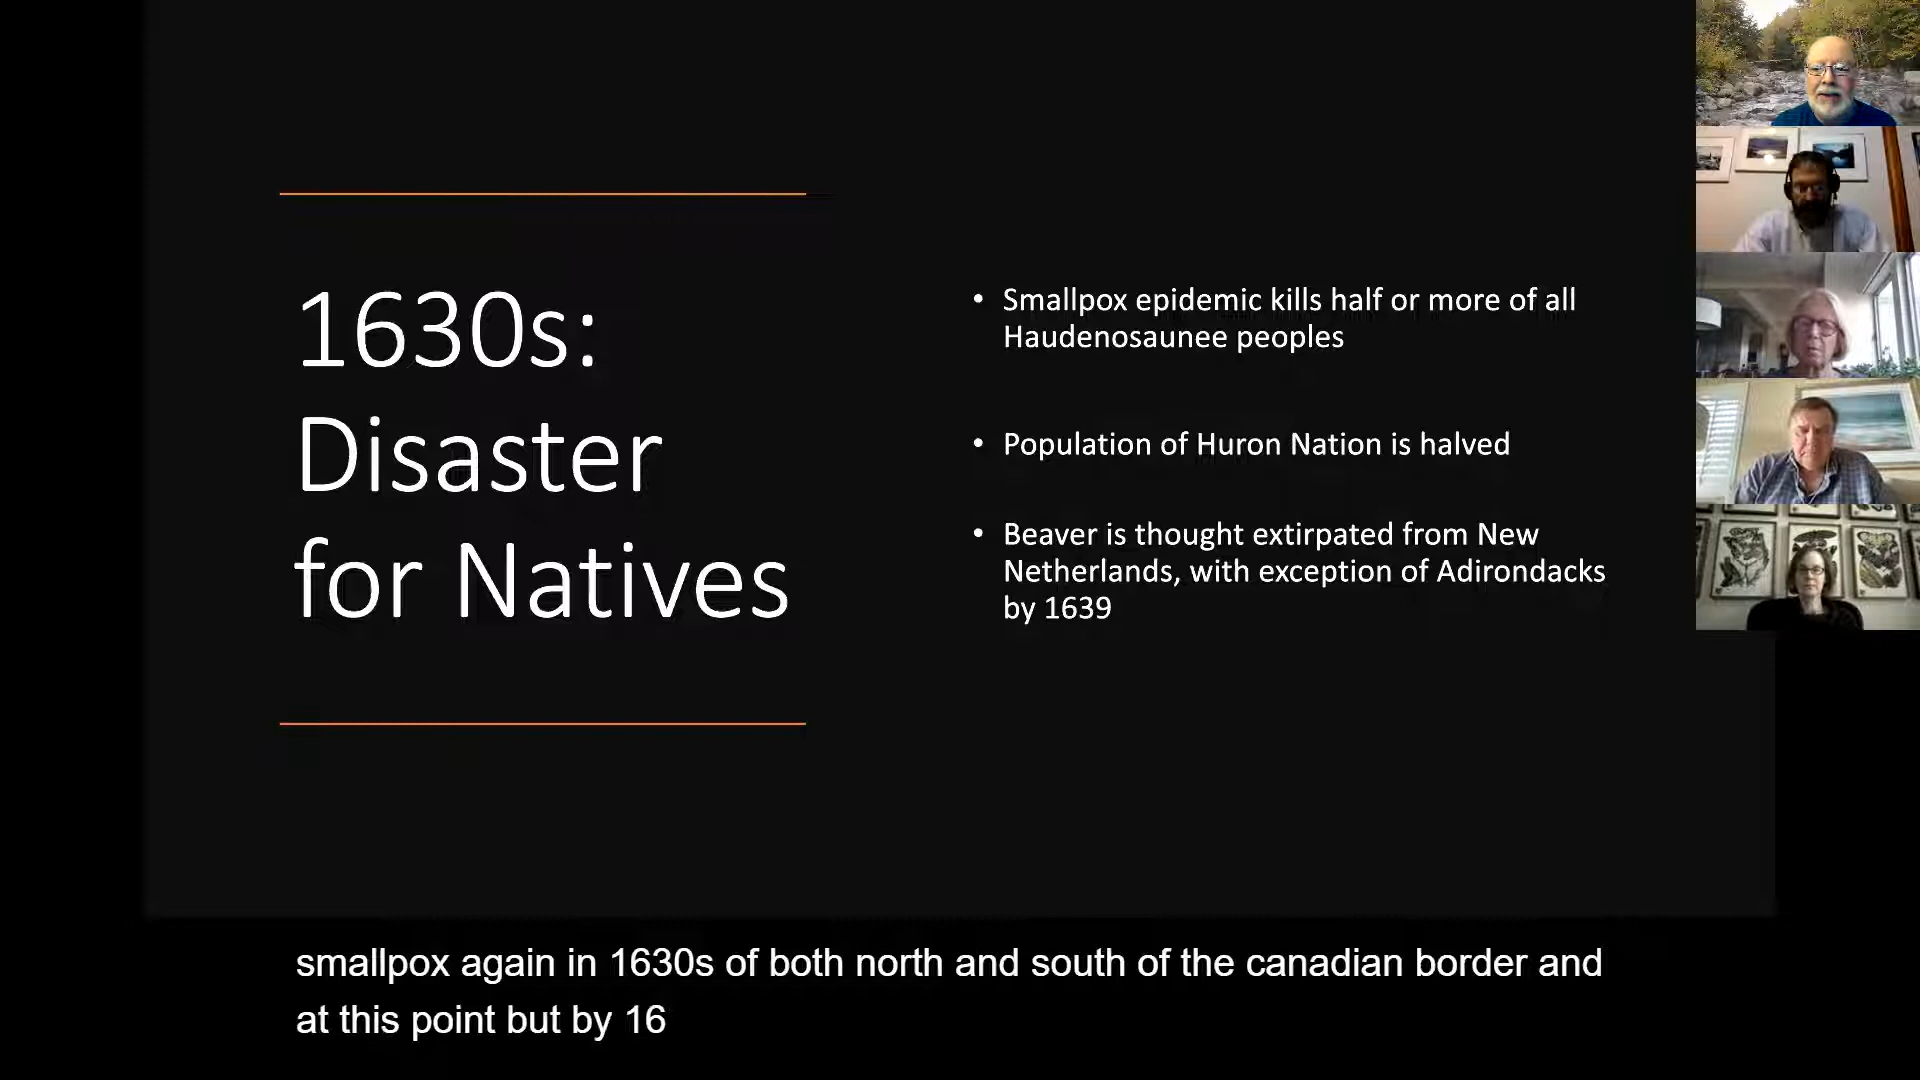 1630s:
Disaster
for Natives
• Smallpox epidemic kills half or more of all
Haudenosaunee peoples
• Population of Huron Nation is halved
• Beaver is thought extirpated from New
Netherlands, with exception of Adirondacks
by 1639
smallpox again in 1630s of both north and south of the canadian border and
at this point but by 16